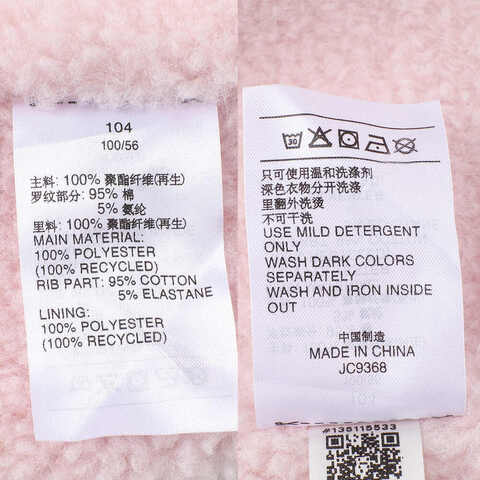 104
100/56
主料: 100% 聚酯纤维(再生)
罗纹部分: 95% 棉
5% 氨纶
里料: 100% 聚酯纤维(再生)
MAIN MATERIAL:
100% POLYESTER
(100% RECYCLED)
RIB PART: 95% COTTON
5% ELASTANE
LINING:
100% POLYESTER
(100% RECYCLED)
30
只可使用温和洗涤剂
深色衣物分开洗涤
里翻外洗烫
不可干洗
USE MILD DETERGENT
ONLY
WASH DARK COLORS
SEPARATELY
WASH AND IRON INSIDE
OUT
中国制造
MADE IN CHINA
JC9368
#135115533